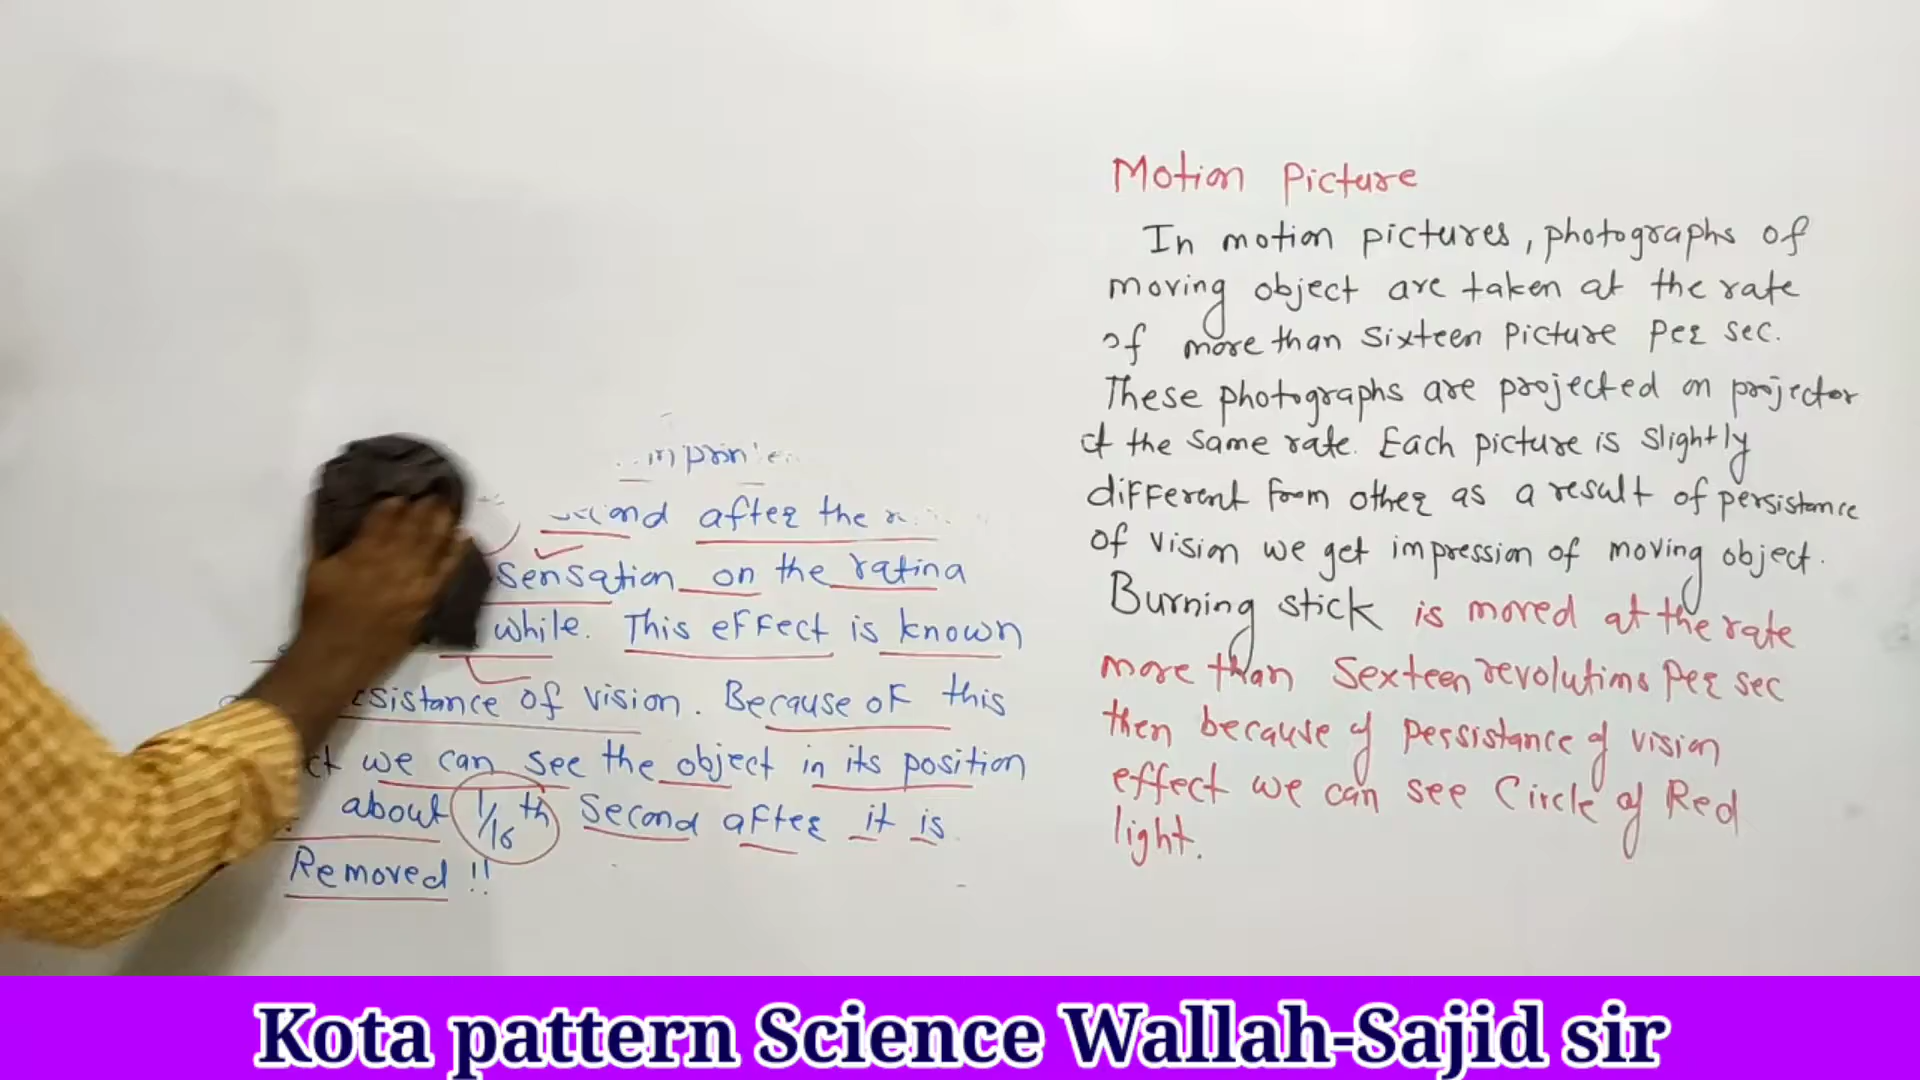 second after the
sensation on the ratina
while. This effect is known
of vision. Because of this
we can see the object in its position
about 1/16 th Second after it is
Removed !!
Motion Picture
In motion pictures, photographs of
moving object are taken at the rate
of more than sixteen picture per sec.
These photographs are projected on projector
at the same rate. Each picture is slightly
different from other as a result of persistance
of vision we get impression of moving object.
Burning stick is moved at the rate
more than Sexteen revolutions per sec
then because of persistance of vision
effect we can see Circle of Red
light.
Kota pattern Science Wallah-Sajid sir